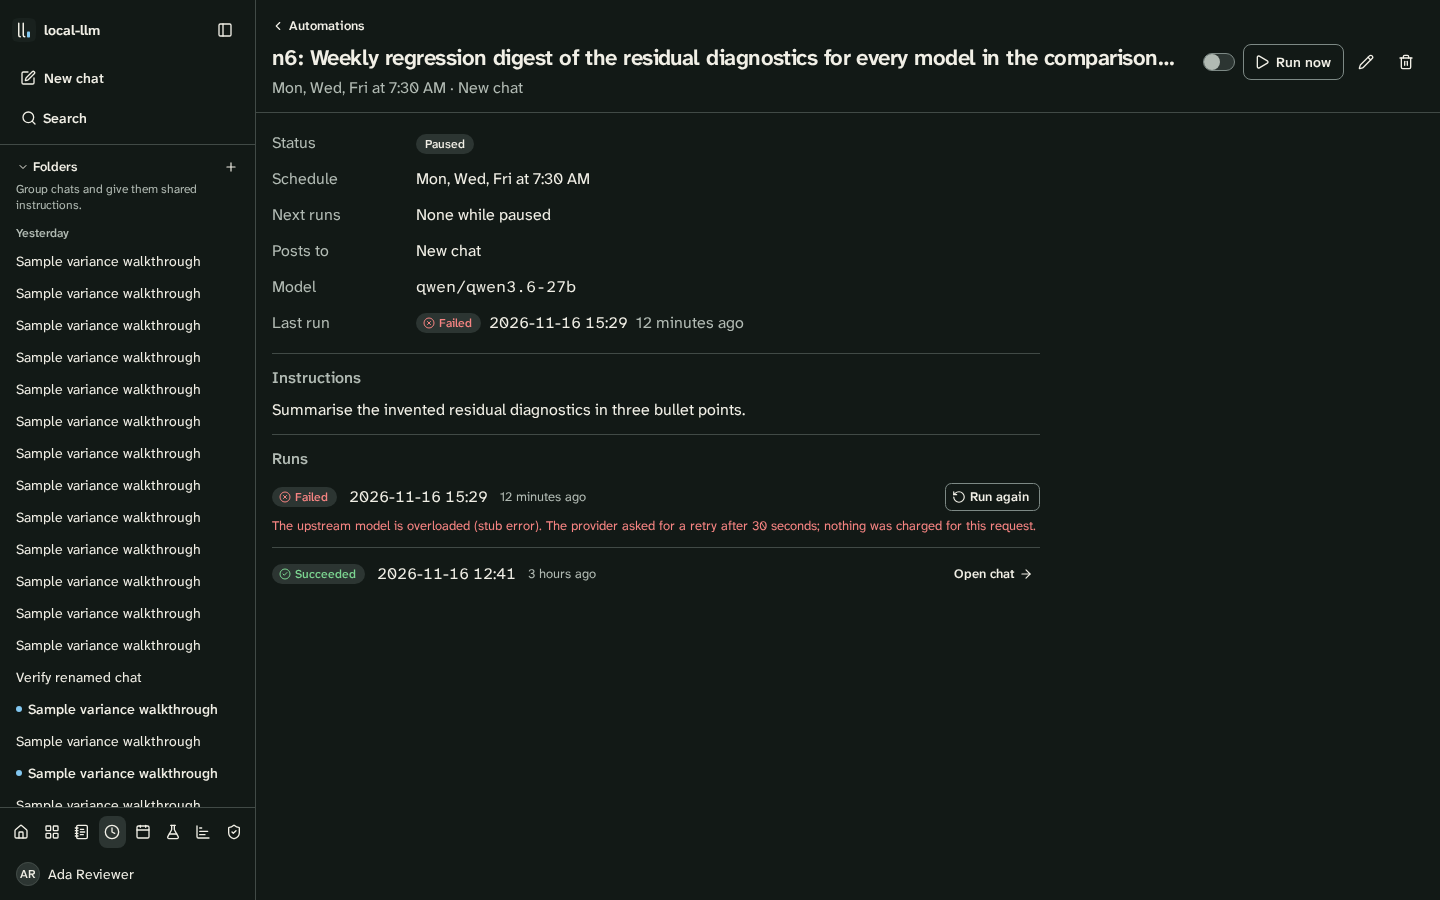 local-llm
New chat
Search
Folders
Group chats and give them shared
instructions.
Yesterday
Sample variance walkthrough
Sample variance walkthrough
Sample variance walkthrough
Sample variance walkthrough
Sample variance walkthrough
Sample variance walkthrough
Sample variance walkthrough
Sample variance walkthrough
Sample variance walkthrough
Sample variance walkthrough
Sample variance walkthrough
Sample variance walkthrough
Sample variance walkthrough
Verify renamed chat
Sample variance walkthrough
Sample variance walkthrough
Sample variance walkthrough
Sample variance walkthrough
AR Ada Reviewer
Automations
n6: Weekly regression digest of the residual diagnostics for every model in the comparison...
Mon, Wed, Fri at 7:30 AM · New chat
Run now
Status Paused
Schedule Mon, Wed, Fri at 7:30 AM
Next runs None while paused
Posts to New chat
Model qwen/qwen3.6-27b
Last run Failed 2026-11-16 15:29 12 minutes ago
Instructions
Summarise the invented residual diagnostics in three bullet points.
Runs
Failed 2026-11-16 15:29 12 minutes ago Run again
The upstream model is overloaded (stub error). The provider asked for a retry after 30 seconds; nothing was charged for this request.
Succeeded 2026-11-16 12:41 3 hours ago Open chat